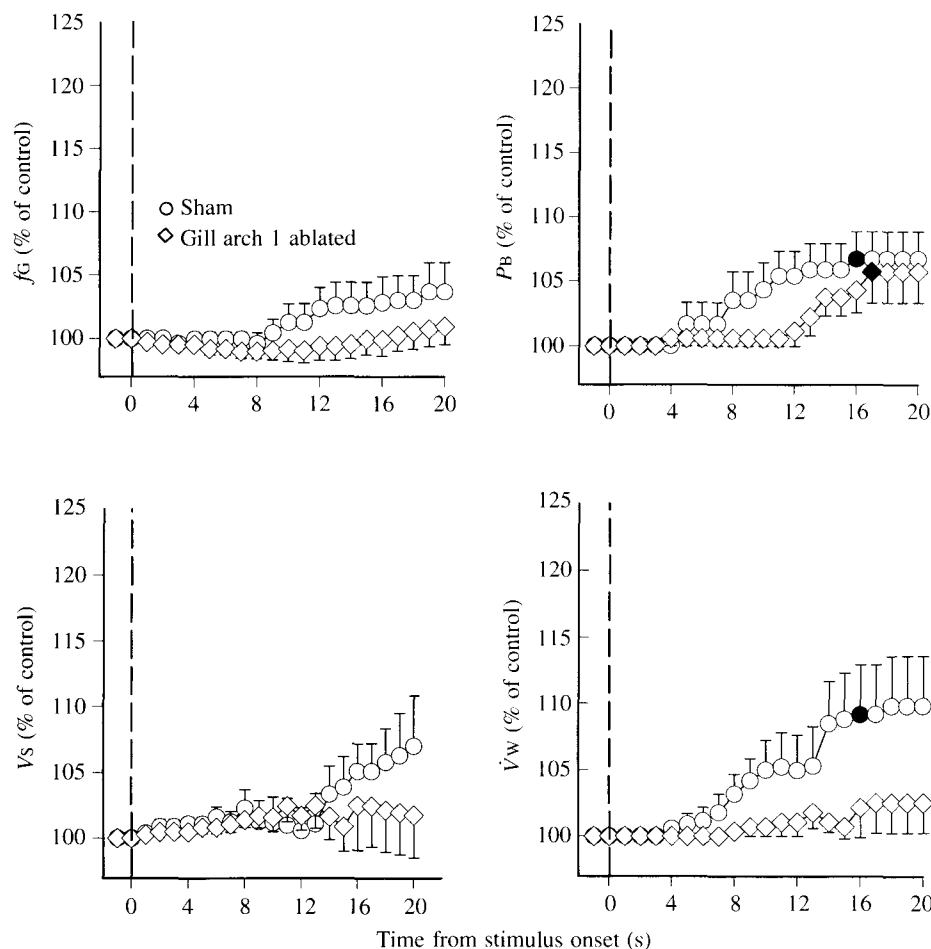 125
120
115
110
105
100
fG (% of control)
Sham
Gill arch 1 ablated
0 4 8 12 16 20
125
120
115
110
105
100
PB (% of control)
0 4 8 12 16 20
125
120
115
110
105
100
Vs (% of control)
0 4 8 12 16 20
125
120
115
110
105
100
V̇w (% of control)
0 4 8 12 16 20
Time from stimulus onset (s)